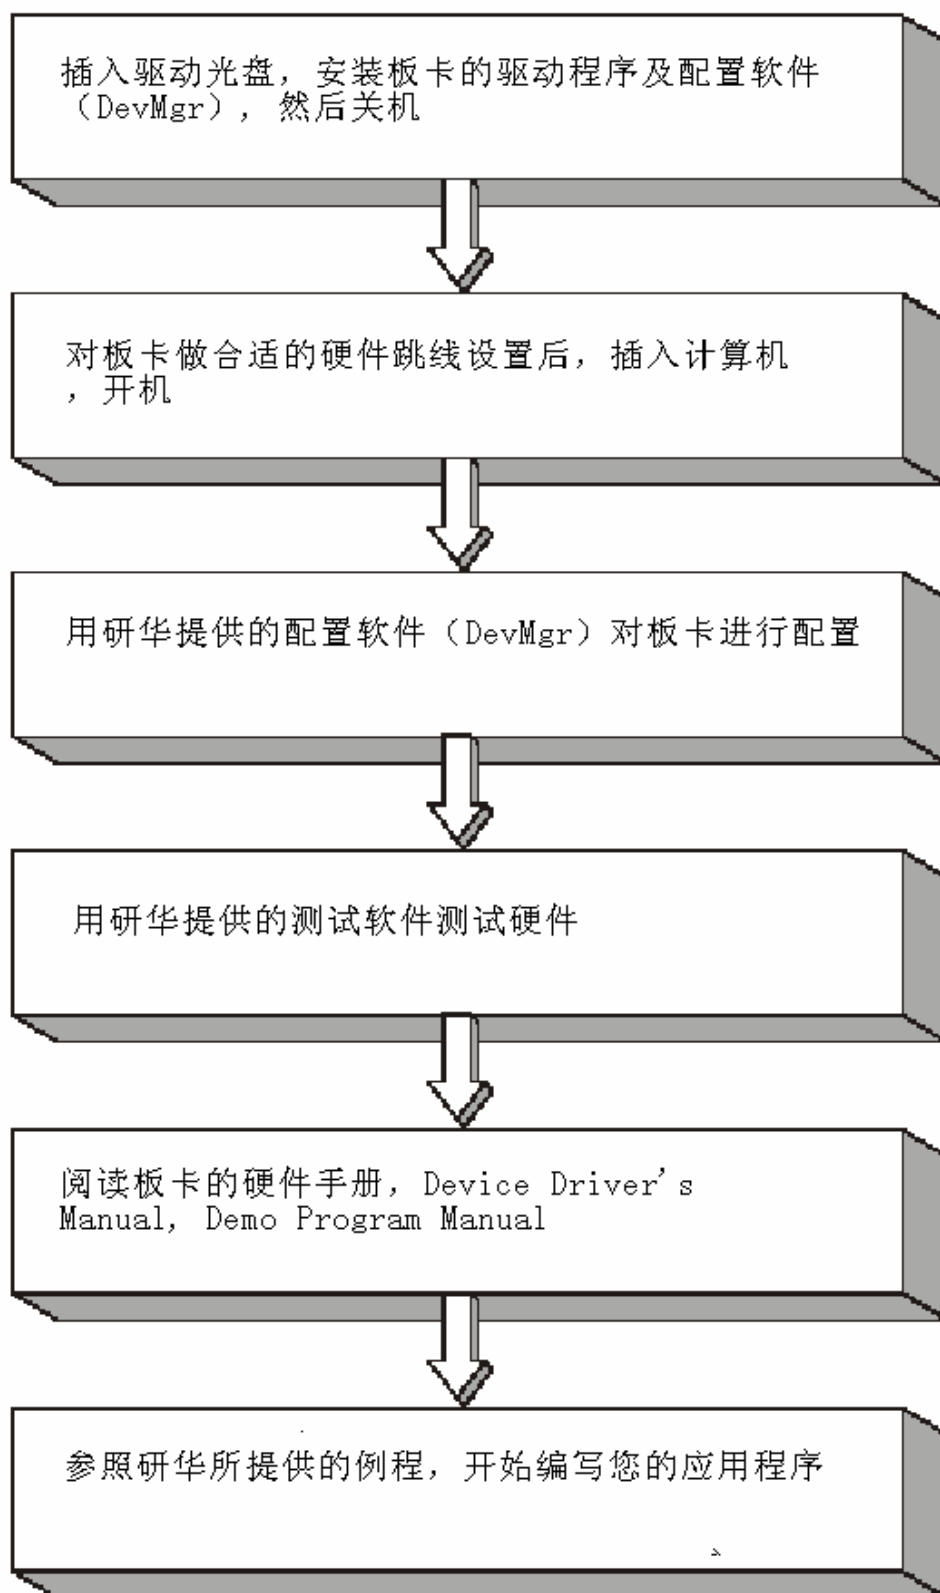 插入驱动光盘，安装板卡的驱动程序及配置软件
（DevMgr），然后关机
对板卡做合适的硬件跳线设置后，插入计算机
，开机
用研华提供的配置软件（DevMgr）对板卡进行配置
用研华提供的测试软件测试硬件
阅读板卡的硬件手册，Device Driver's
Manual, Demo Program Manual
参照研华所提供的例程，开始编写您的应用程序